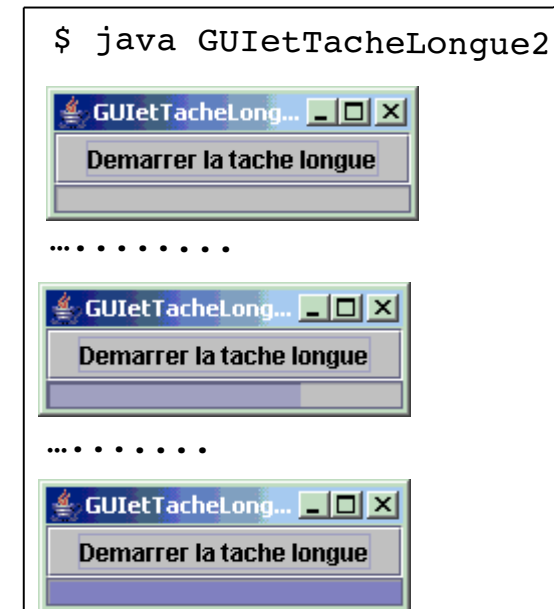 $ java GUIetTacheLongue2
GUIetTacheLong...
Demarrer la tache longue
...........
GUIetTacheLong...
Demarrer la tache longue
..........
GUIetTacheLong...
Demarrer la tache longue